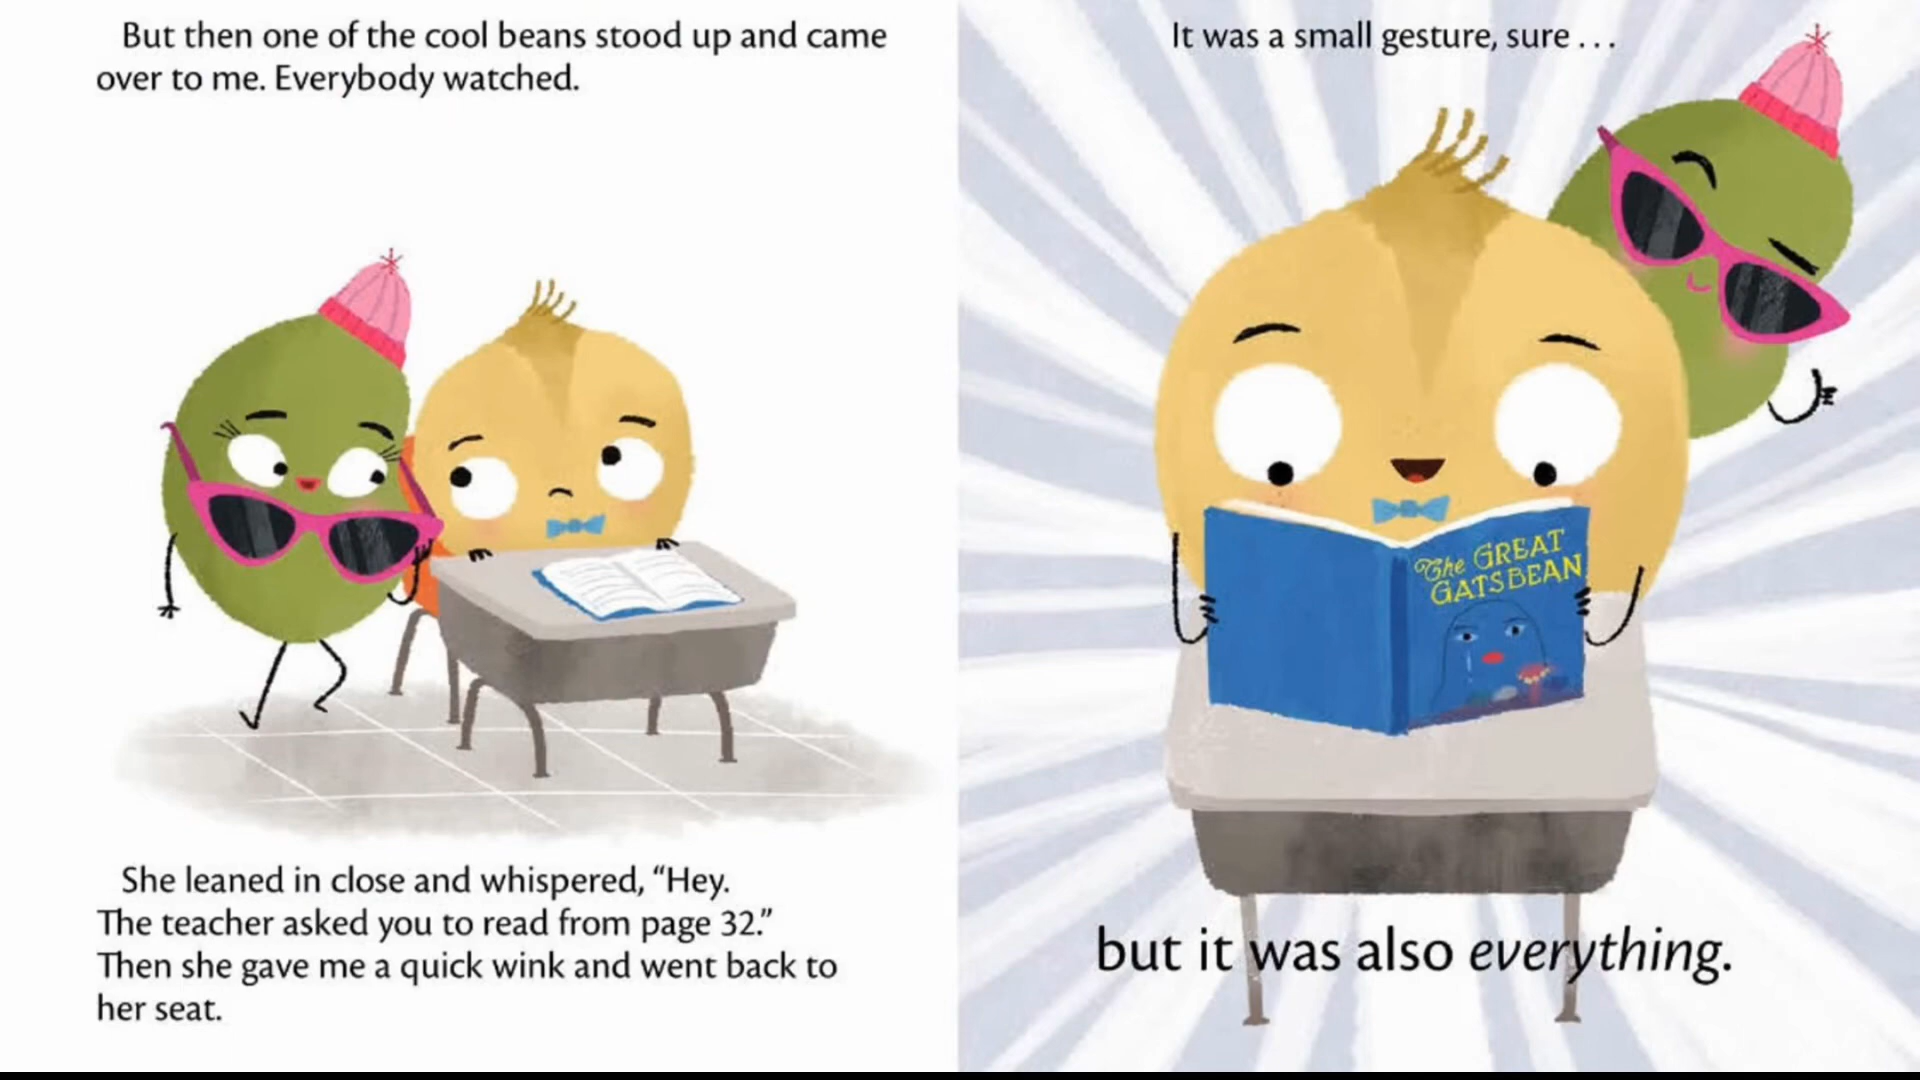 But then one of the cool beans stood up and came
over to me. Everybody watched.
She leaned in close and whispered, “Hey.
The teacher asked you to read from page 32.”
Then she gave me a quick wink and went back to
her seat.
It was a small gesture, sure . . .
The GREAT
GATSBEAN
but it was also everything.